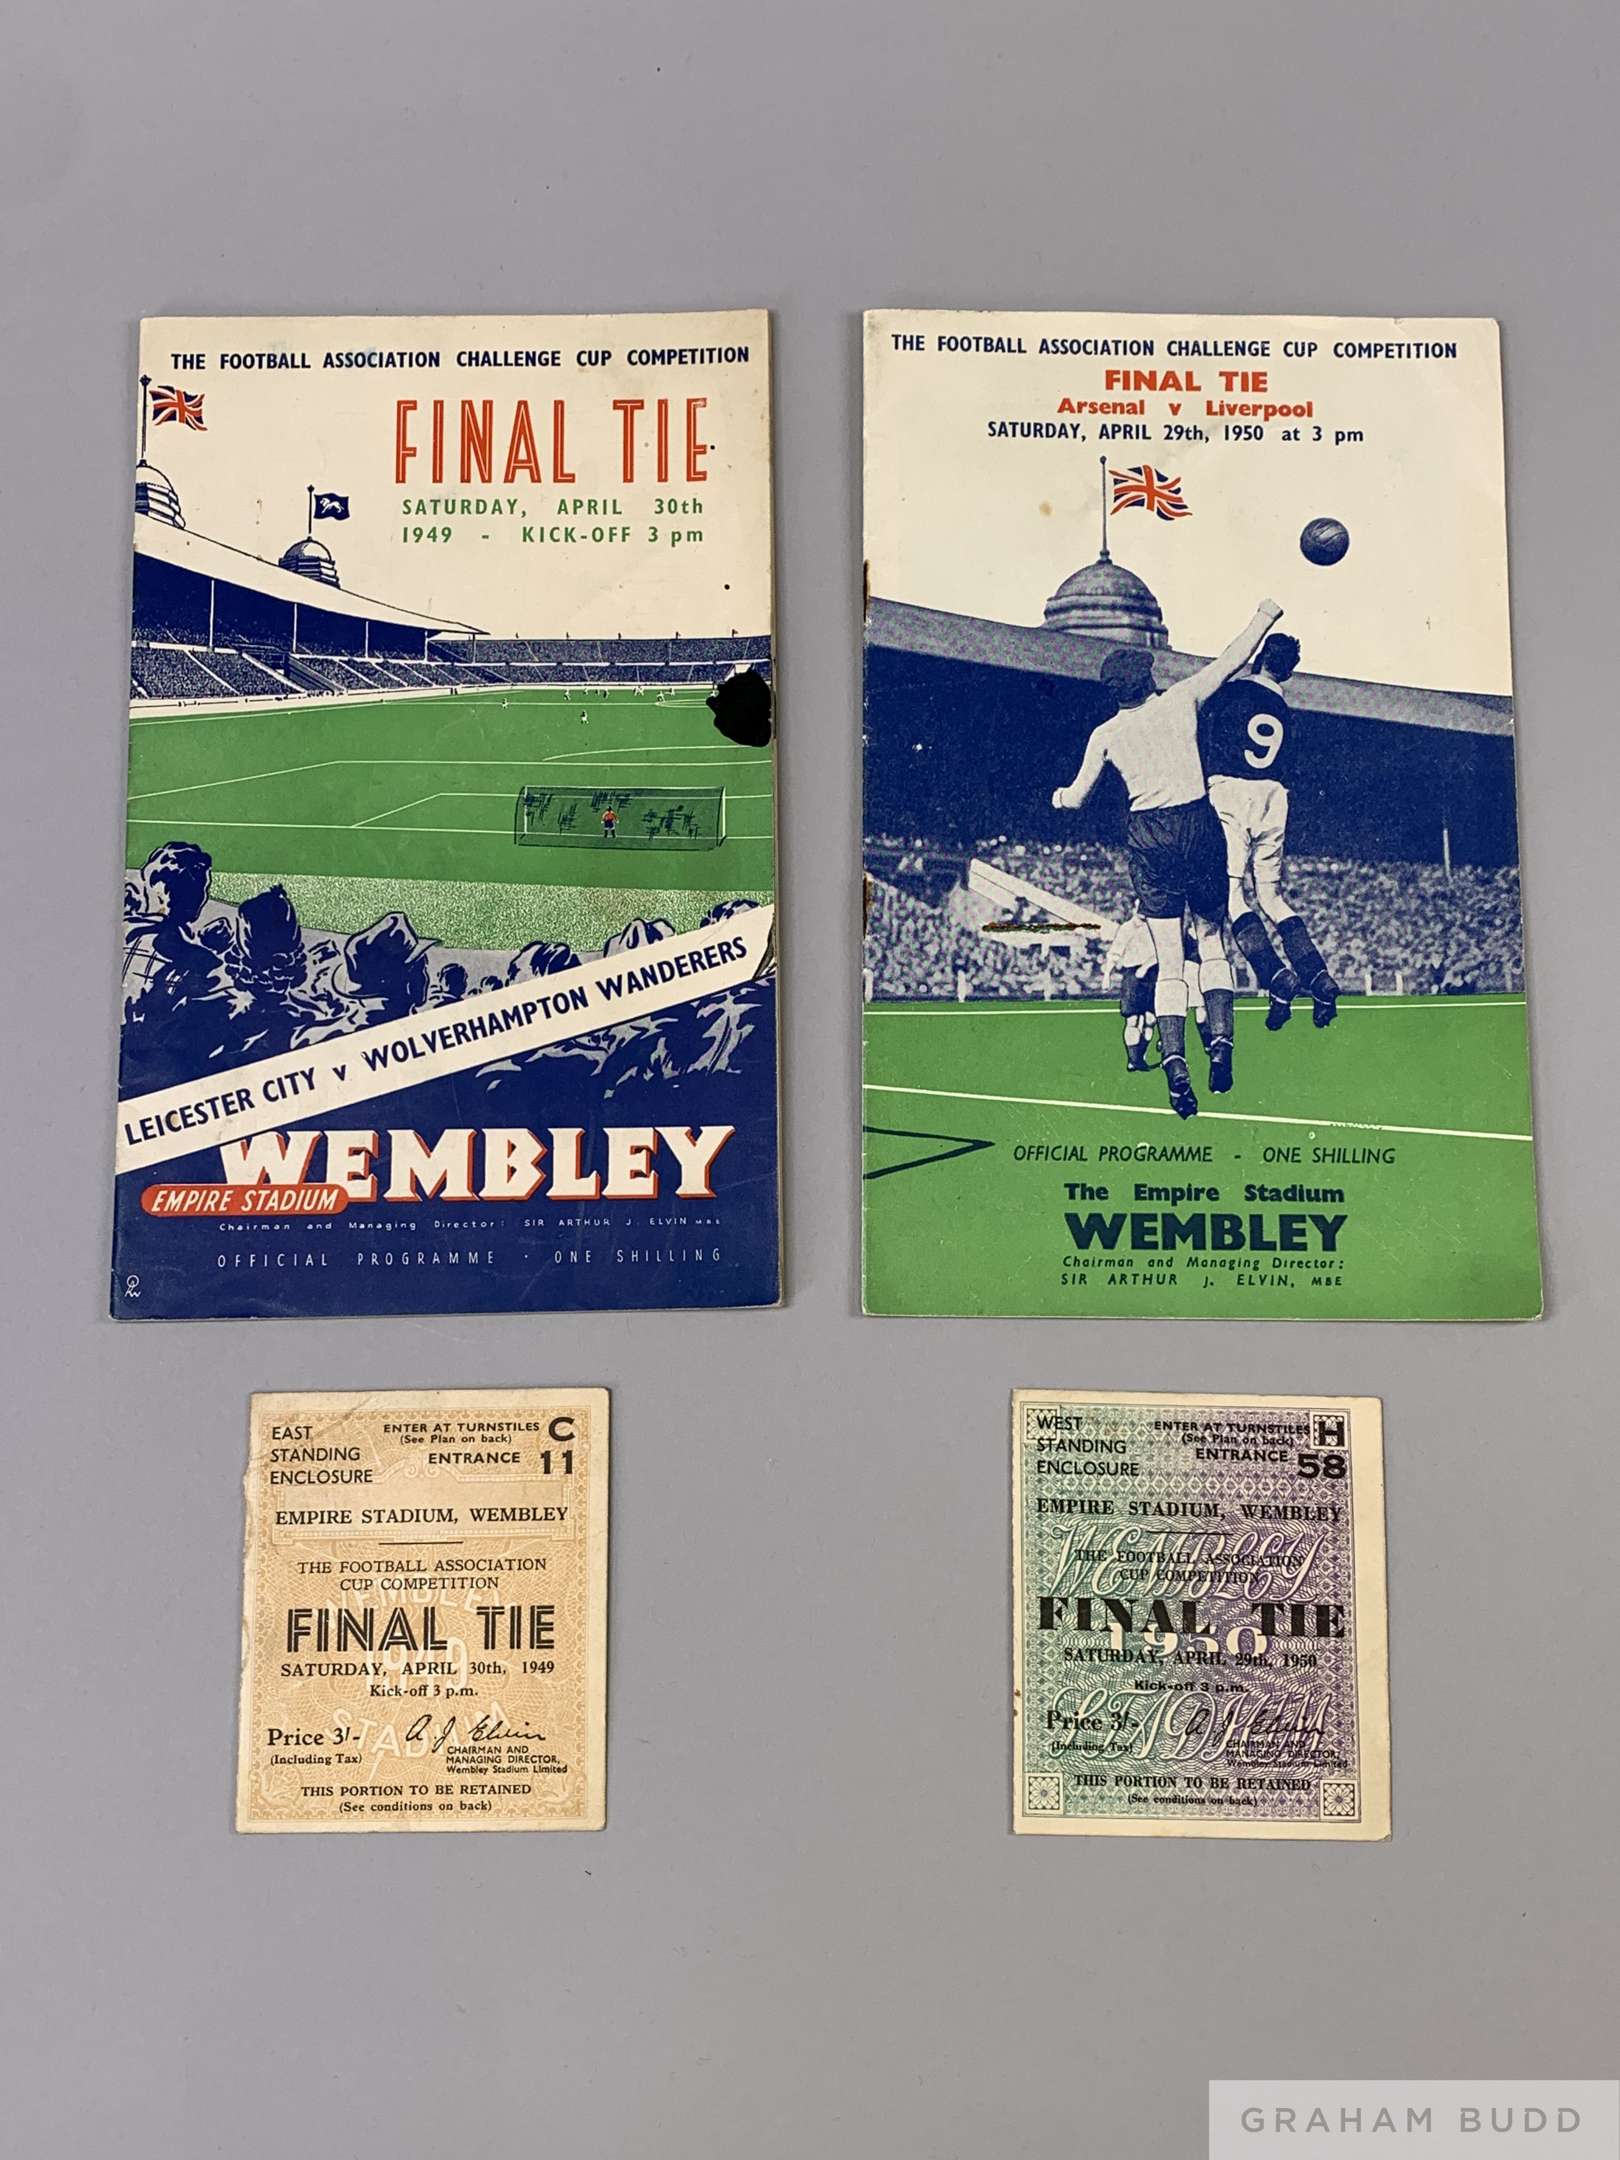 THE FOOTBALL ASSOCIATION CHALLENGE CUP COMPETITION
FINAL TIE
SATURDAY, APRIL 30th
1949 - KICK-OFF 3 pm
LEICESTER CITY v WOLVERHAMPTON WANDERERS
WEMBLEY
EMPIRE STADIUM
Chairman and Managing Director: SIR ARTHUR J. ELVIN MBE
OFFICIAL PROGRAMME · ONE SHILLING
THE FOOTBALL ASSOCIATION CHALLENGE CUP COMPETITION
FINAL TIE
Arsenal v Liverpool
SATURDAY, APRIL 29th, 1950 at 3 pm
9
OFFICIAL PROGRAMME - ONE SHILLING
The Empire Stadium
WEMBLEY
Chairman and Managing Director:
SIR ARTHUR J. ELVIN, MBE
EAST
STANDING
ENCLOSURE
ENTER AT TURNSTILES C
(See Plan on back)
ENTRANCE 11
EMPIRE STADIUM, WEMBLEY
THE FOOTBALL ASSOCIATION
CUP COMPETITION
WEMBLEY
FINAL TIE
1949
SATURDAY, APRIL 30th, 1949
Kick-off 3 p.m.
STADIUM
Price 3/-
(Including Tax)
A. J. Elvin
CHAIRMAN AND
MANAGING DIRECTOR,
Wembley Stadium Limited
THIS PORTION TO BE RETAINED
(See conditions on back)
WEST
STANDING
ENCLOSURE
ENTER AT TURNSTILES H
(See Plan on back)
ENTRANCE 58
EMPIRE STADIUM, WEMBLEY
WEMBLEY
THE FOOTBALL ASSOCIATION
CUP COMPETITION
FINAL TIE
1950
SATURDAY, APRIL 29th, 1950
Kick-off 3 p.m.
STADIUM
Price 3/-
(Including Tax)
A. J. Elvin
CHAIRMAN AND
MANAGING DIRECTOR,
Wembley Stadium Limited
THIS PORTION TO BE RETAINED
(See conditions on back)
GRAHAM BUDD